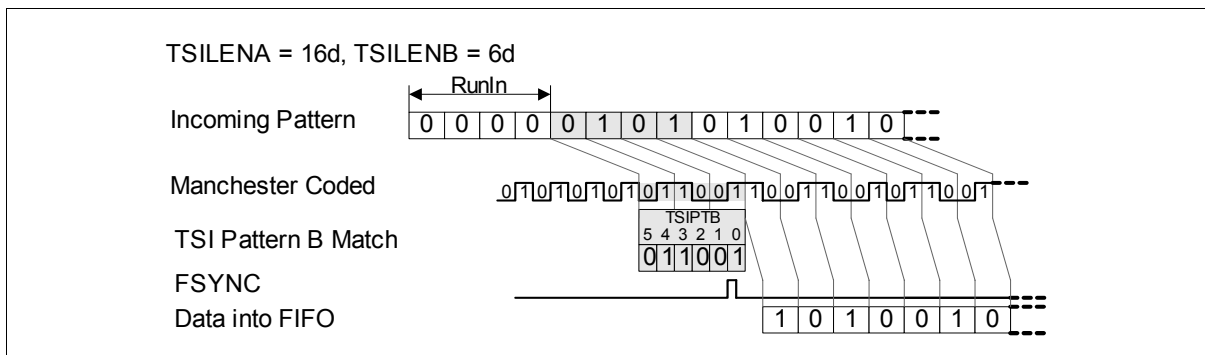 TSILENA = 16d, TSILENB = 6d
RunIn
Incoming Pattern 0 0 0 0 0 1 0 1 0 1 0 0 1 0
Manchester Coded 0 1 0 1 0 1 0 1 0 1 1 0 0 1 1 0 0 1 1 0 0 1 0 1 1 0 0 1
TSIPTB
TSI Pattern B Match 5 4 3 2 1 0
0 1 1 0 0 1
FSYNC
Data into FIFO 1 0 1 0 0 1 0